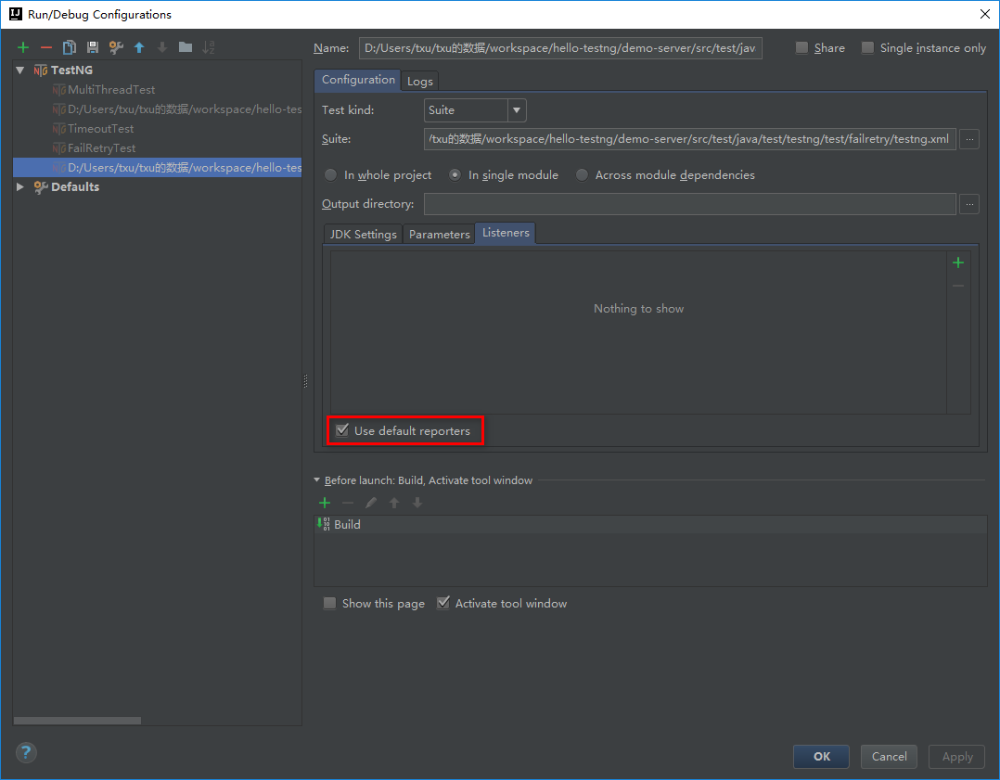 Run/Debug Configurations
Name: D:/Users/txu/txu的数据/workspace/hello-testng/demo-server/src/test/jav
Share
Single instance only
TestNG
MultiThreadTest
D:/Users/txu/txu的数据/workspace/hello-tes
TimeoutTest
FailRetryTest
D:/Users/txu/txu的数据/workspace/hello-tes
Defaults
Configuration
Logs
Test kind: Suite
Suite: /txu的数据/workspace/hello-testng/demo-server/src/test/java/test/testng/test/failretry/testng.xml ...
In whole project
In single module
Across module dependencies
Output directory: ...
JDK Settings
Parameters
Listeners
Nothing to show
Use default reporters
Before launch: Build, Activate tool window
Build
Show this page
Activate tool window
?
OK
Cancel
Apply